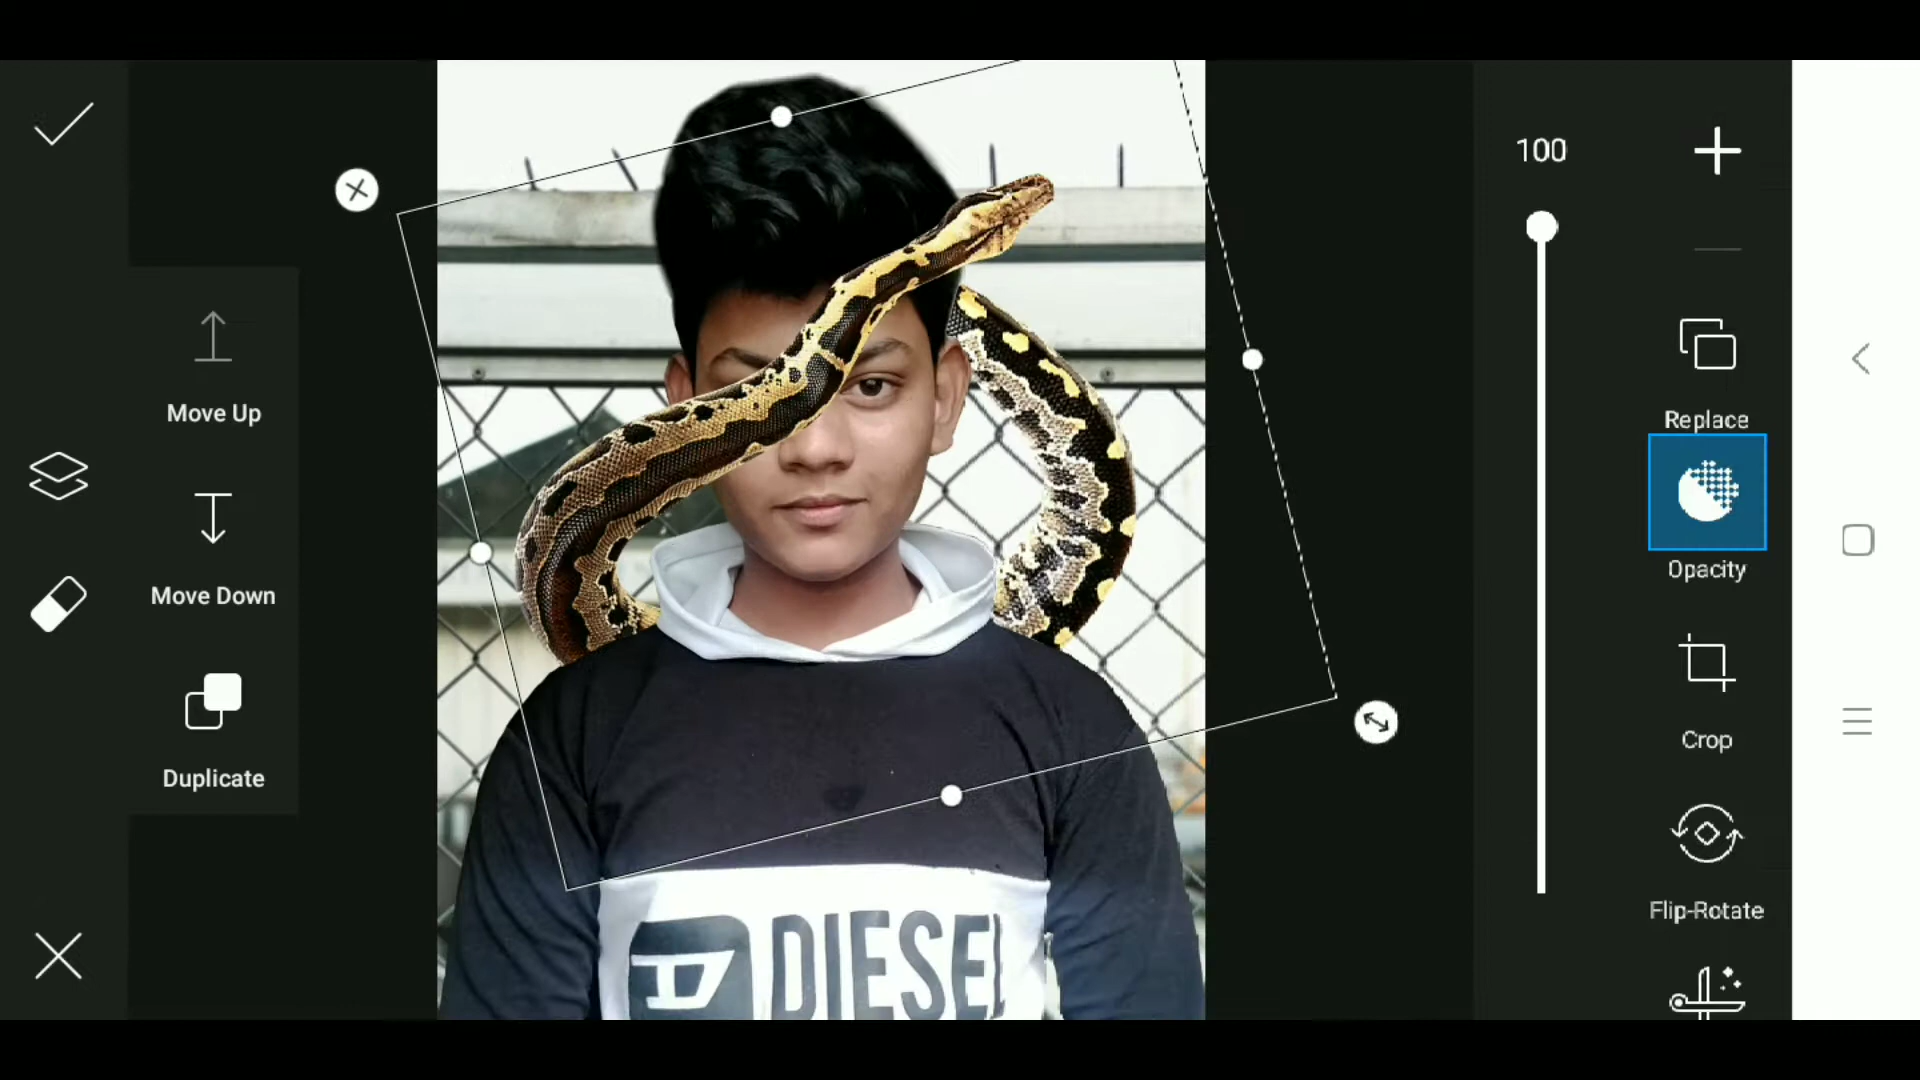 100
Move Up
Replace
Opacity
Move Down
Crop
Duplicate
Flip-Rotate
DIESEL